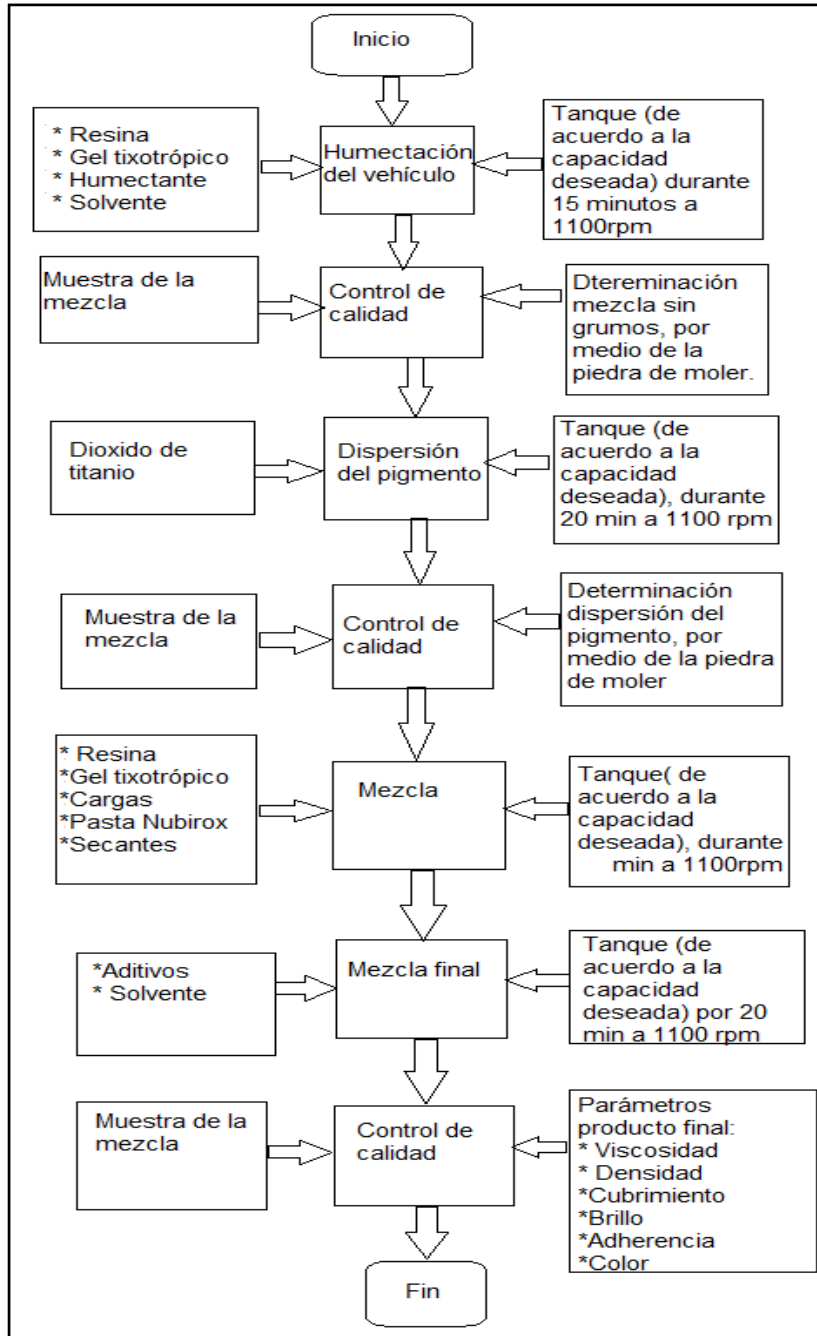 Inicio
* Resina
* Gel tixotrópico
* Humectante
* Solvente
Humectación
del vehículo
Tanque (de
acuerdo a la
capacidad
deseada) durante
15 minutos a
1100rpm
Muestra de la
mezcla
Control de
calidad
Dtereminación
mezcla sin
grumos, por
medio de la
piedra de moler.
Dioxido de
titanio
Dispersión
del pigmento
Tanque (de
acuerdo a la
capacidad
deseada), durante
20 min a 1100 rpm
Muestra de la
mezcla
Control de
calidad
Determinación
dispersión del
pigmento, por
medio de la piedra
de moler
* Resina
*Gel tixotrópico
*Cargas
*Pasta Nubirox
*Secantes
Mezcla
Tanque( de
acuerdo a la
capacidad
deseada), durante
min a 1100rpm
*Aditivos
* Solvente
Mezcla final
Tanque (de
acuerdo a la
capacidad
deseada) por 20
min a 1100 rpm
Muestra de la
mezcla
Control de
calidad
Parámetros
producto final:
* Viscosidad
* Densidad
*Cubrimiento
*Brillo
*Adherencia
*Color
Fin